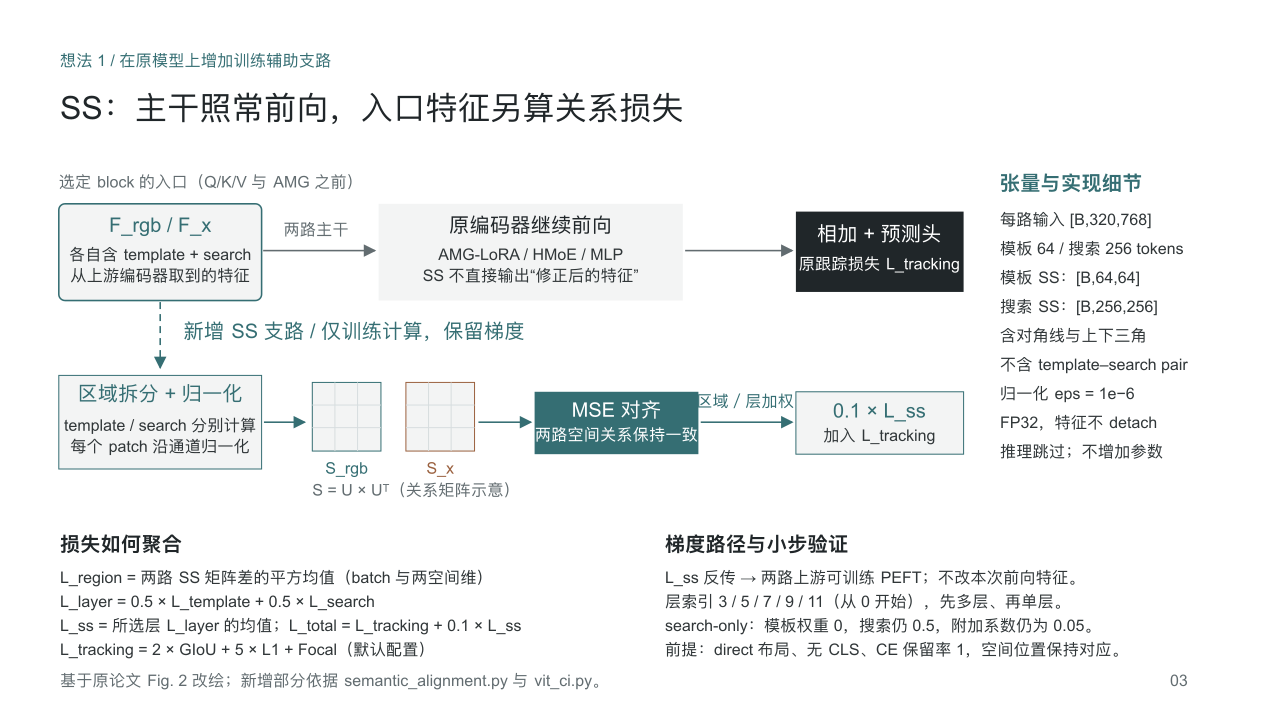 想法 1 / 在原模型上增加训练辅助支路
SS：主干照常前向，入口特征另算关系损失
选定 block 的入口（Q/K/V 与 AMG 之前）
F_rgb / F_x
各自含 template + search
从上游编码器取到的特征
两路主干
原编码器继续前向
AMG-LoRA / HMoE / MLP
SS 不直接输出“修正后的特征”
相加 + 预测头
原跟踪损失 L_tracking
新增 SS 支路 / 仅训练计算，保留梯度
区域拆分 + 归一化
template / search 分别计算
每个 patch 沿通道归一化
S_rgb
S_x
S = U × Uᵀ（关系矩阵示意）
MSE 对齐
两路空间关系保持一致
区域 / 层加权
0.1 × L_ss
加入 L_tracking
张量与实现细节
每路输入 [B,320,768]
模板 64 / 搜索 256 tokens
模板 SS：[B,64,64]
搜索 SS：[B,256,256]
含对角线与上下三角
不含 template–search pair
归一化 eps = 1e−6
FP32，特征不 detach
推理跳过；不增加参数
损失如何聚合
L_region = 两路 SS 矩阵差的平方均值（batch 与两空间维）
L_layer = 0.5 × L_template + 0.5 × L_search
L_ss = 所选层 L_layer 的均值；L_total = L_tracking + 0.1 × L_ss
L_tracking = 2 × GIoU + 5 × L1 + Focal（默认配置）
梯度路径与小步验证
L_ss 反传 → 两路上游可训练 PEFT；不改本次前向特征。
层索引 3 / 5 / 7 / 9 / 11（从 0 开始），先多层、再单层。
search-only：模板权重 0，搜索仍 0.5，附加系数仍为 0.05。
前提：direct 布局、无 CLS、CE 保留率 1，空间位置保持对应。
基于原论文 Fig. 2 改绘；新增部分依据 semantic_alignment.py 与 vit_ci.py。
03